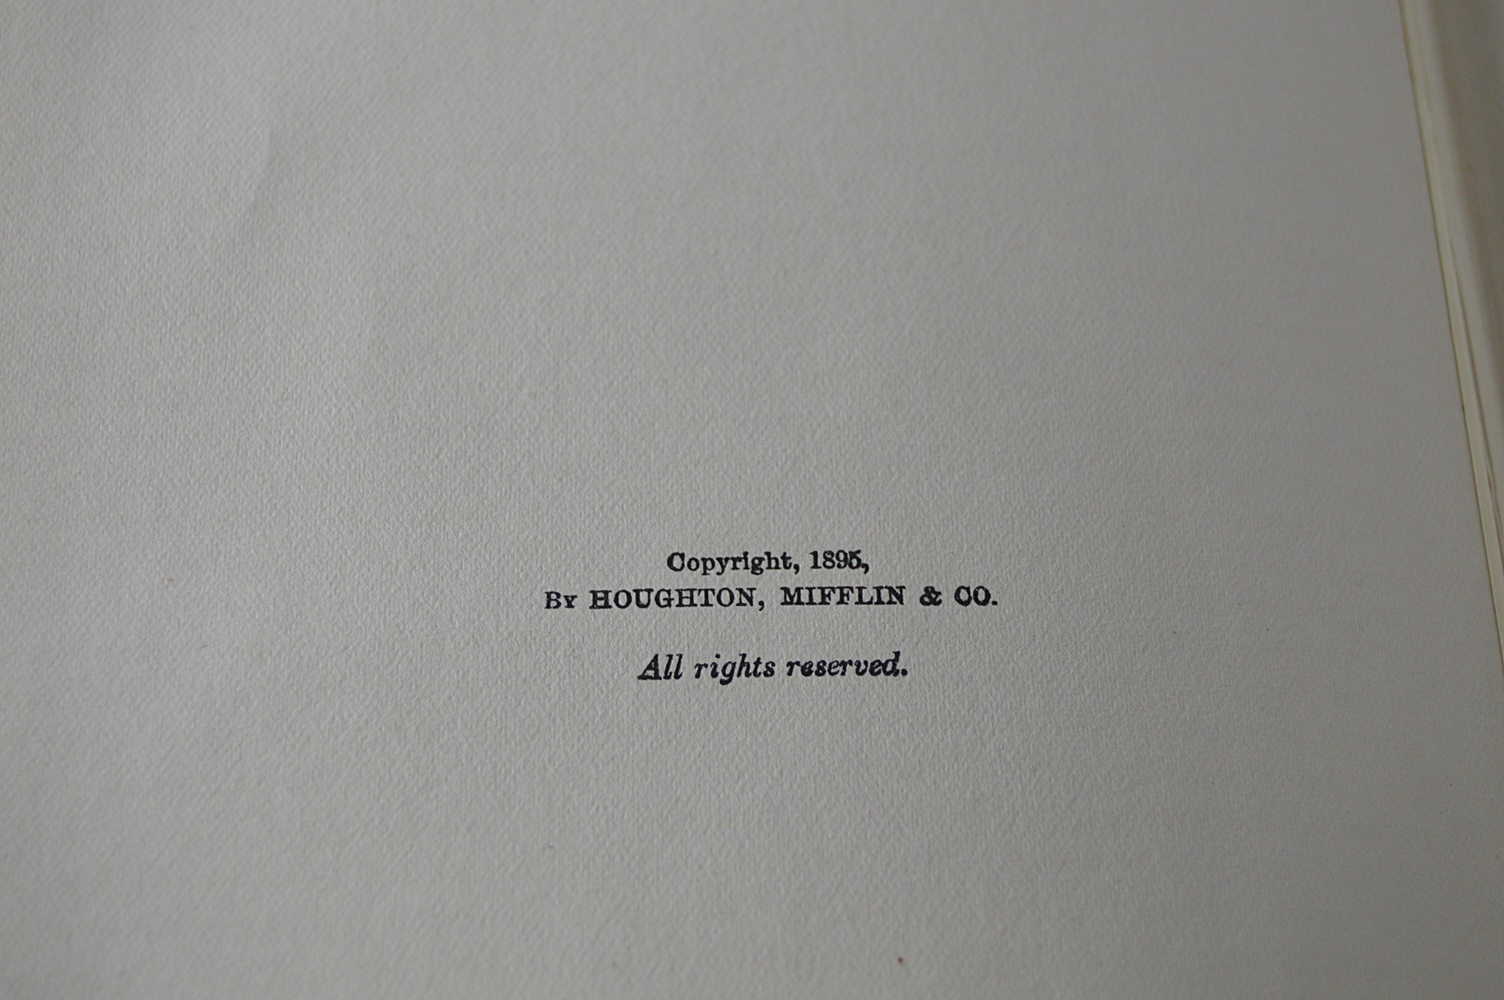 Copyright, 1895,
By HOUGHTON, MIFFLIN & CO.
All rights reserved.